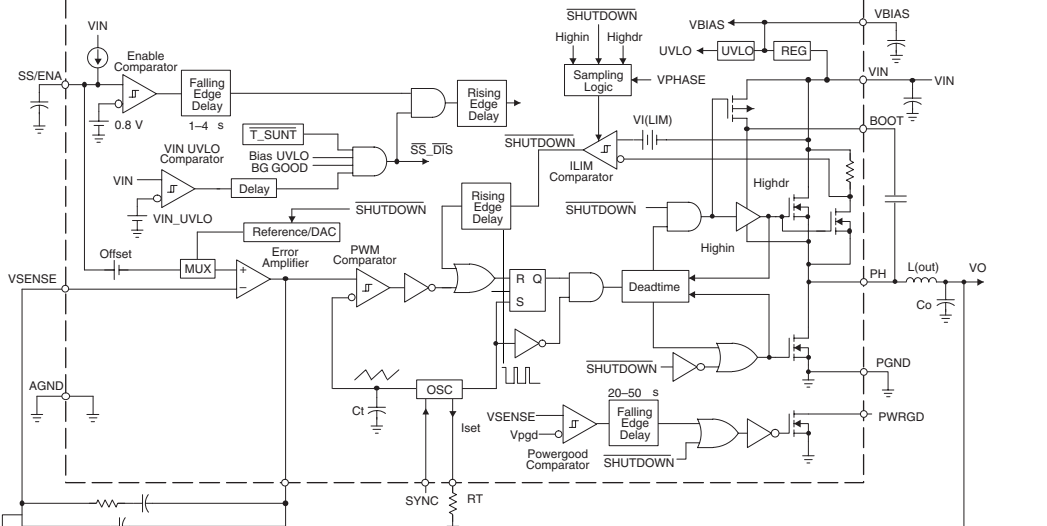 SHUTDOWN
VBIAS
VBIAS
VIN
Highin
Highdr
UVLO
UVLO
REG
Enable
Comparator
SS/ENA
Falling
Edge
Delay
Sampling
Logic
VPHASE
VIN
VIN
Rising
Edge
Delay
0.8 V
1–4 s
BOOT
VI(LIM)
T_SUNT
SHUTDOWN
VIN UVLO
Comparator
Bias UVLO
BG GOOD
SS_DIS
ILIM
Comparator
VIN
Delay
Highdr
Rising
Edge
Delay
VIN_UVLO
SHUTDOWN
SHUTDOWN
Reference/DAC
Highin
Offset
MUX
Error
Amplifier
PWM
Comparator
VSENSE
+
−
R Q
S
Deadtime
PH
L(out)
VO
Co
AGND
SHUTDOWN
PGND
OSC
Ct
20–50 s
Iset
VSENSE
Vpgd
Falling
Edge
Delay
PWRGD
Powergood
Comparator
SHUTDOWN
SYNC
RT